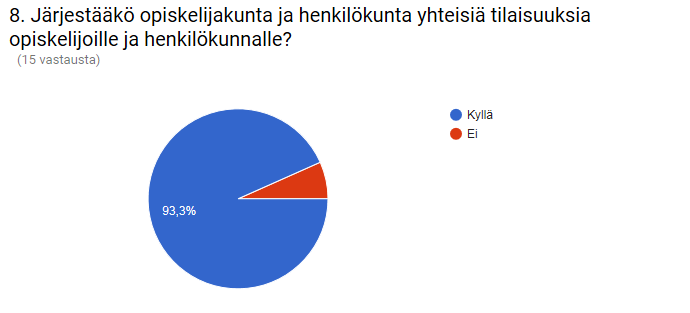 8. Järjestääkö opiskelijakunta ja henkilökunta yhteisiä tilaisuuksia
opiskelijoille ja henkilökunnalle?
(15 vastausta)
Kyllä
Ei
93,3%